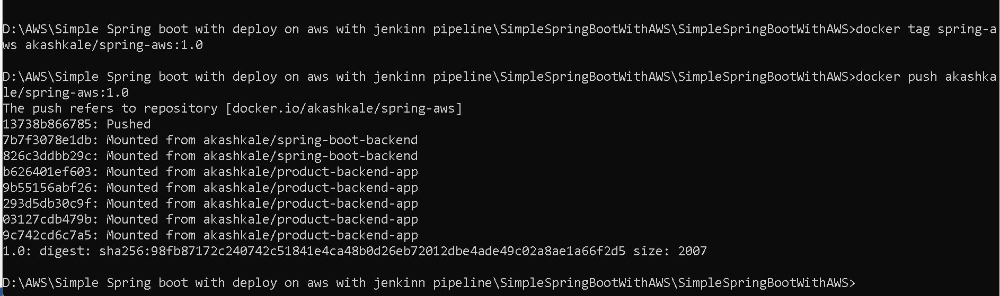 D:\AWS\Simple Spring boot with deploy on aws with jenkinn pipeline\SimpleSpringBootWithAWS\SimpleSpringBootWithAWS>docker tag spring-a
ws akashkale/spring-aws:1.0
D:\AWS\Simple Spring boot with deploy on aws with jenkinn pipeline\SimpleSpringBootWithAWS\SimpleSpringBootWithAWS>docker push akashka
le/spring-aws:1.0
The push refers to repository [docker.io/akashkale/spring-aws]
13738b866785: Pushed
7b7f3078e1db: Mounted from akashkale/spring-boot-backend
826c3ddbb29c: Mounted from akashkale/spring-boot-backend
b626401ef603: Mounted from akashkale/product-backend-app
9b55156abf26: Mounted from akashkale/product-backend-app
293d5db30c9f: Mounted from akashkale/product-backend-app
03127cdb479b: Mounted from akashkale/product-backend-app
9c742cd6c7a5: Mounted from akashkale/product-backend-app
1.0: digest: sha256:98fb87172c240742c51841e4ca48b0d26eb72012dbe4ade49c02a8ae1a66f2d5 size: 2007
D:\AWS\Simple Spring boot with deploy on aws with jenkinn pipeline\SimpleSpringBootWithAWS\SimpleSpringBootWithAWS>